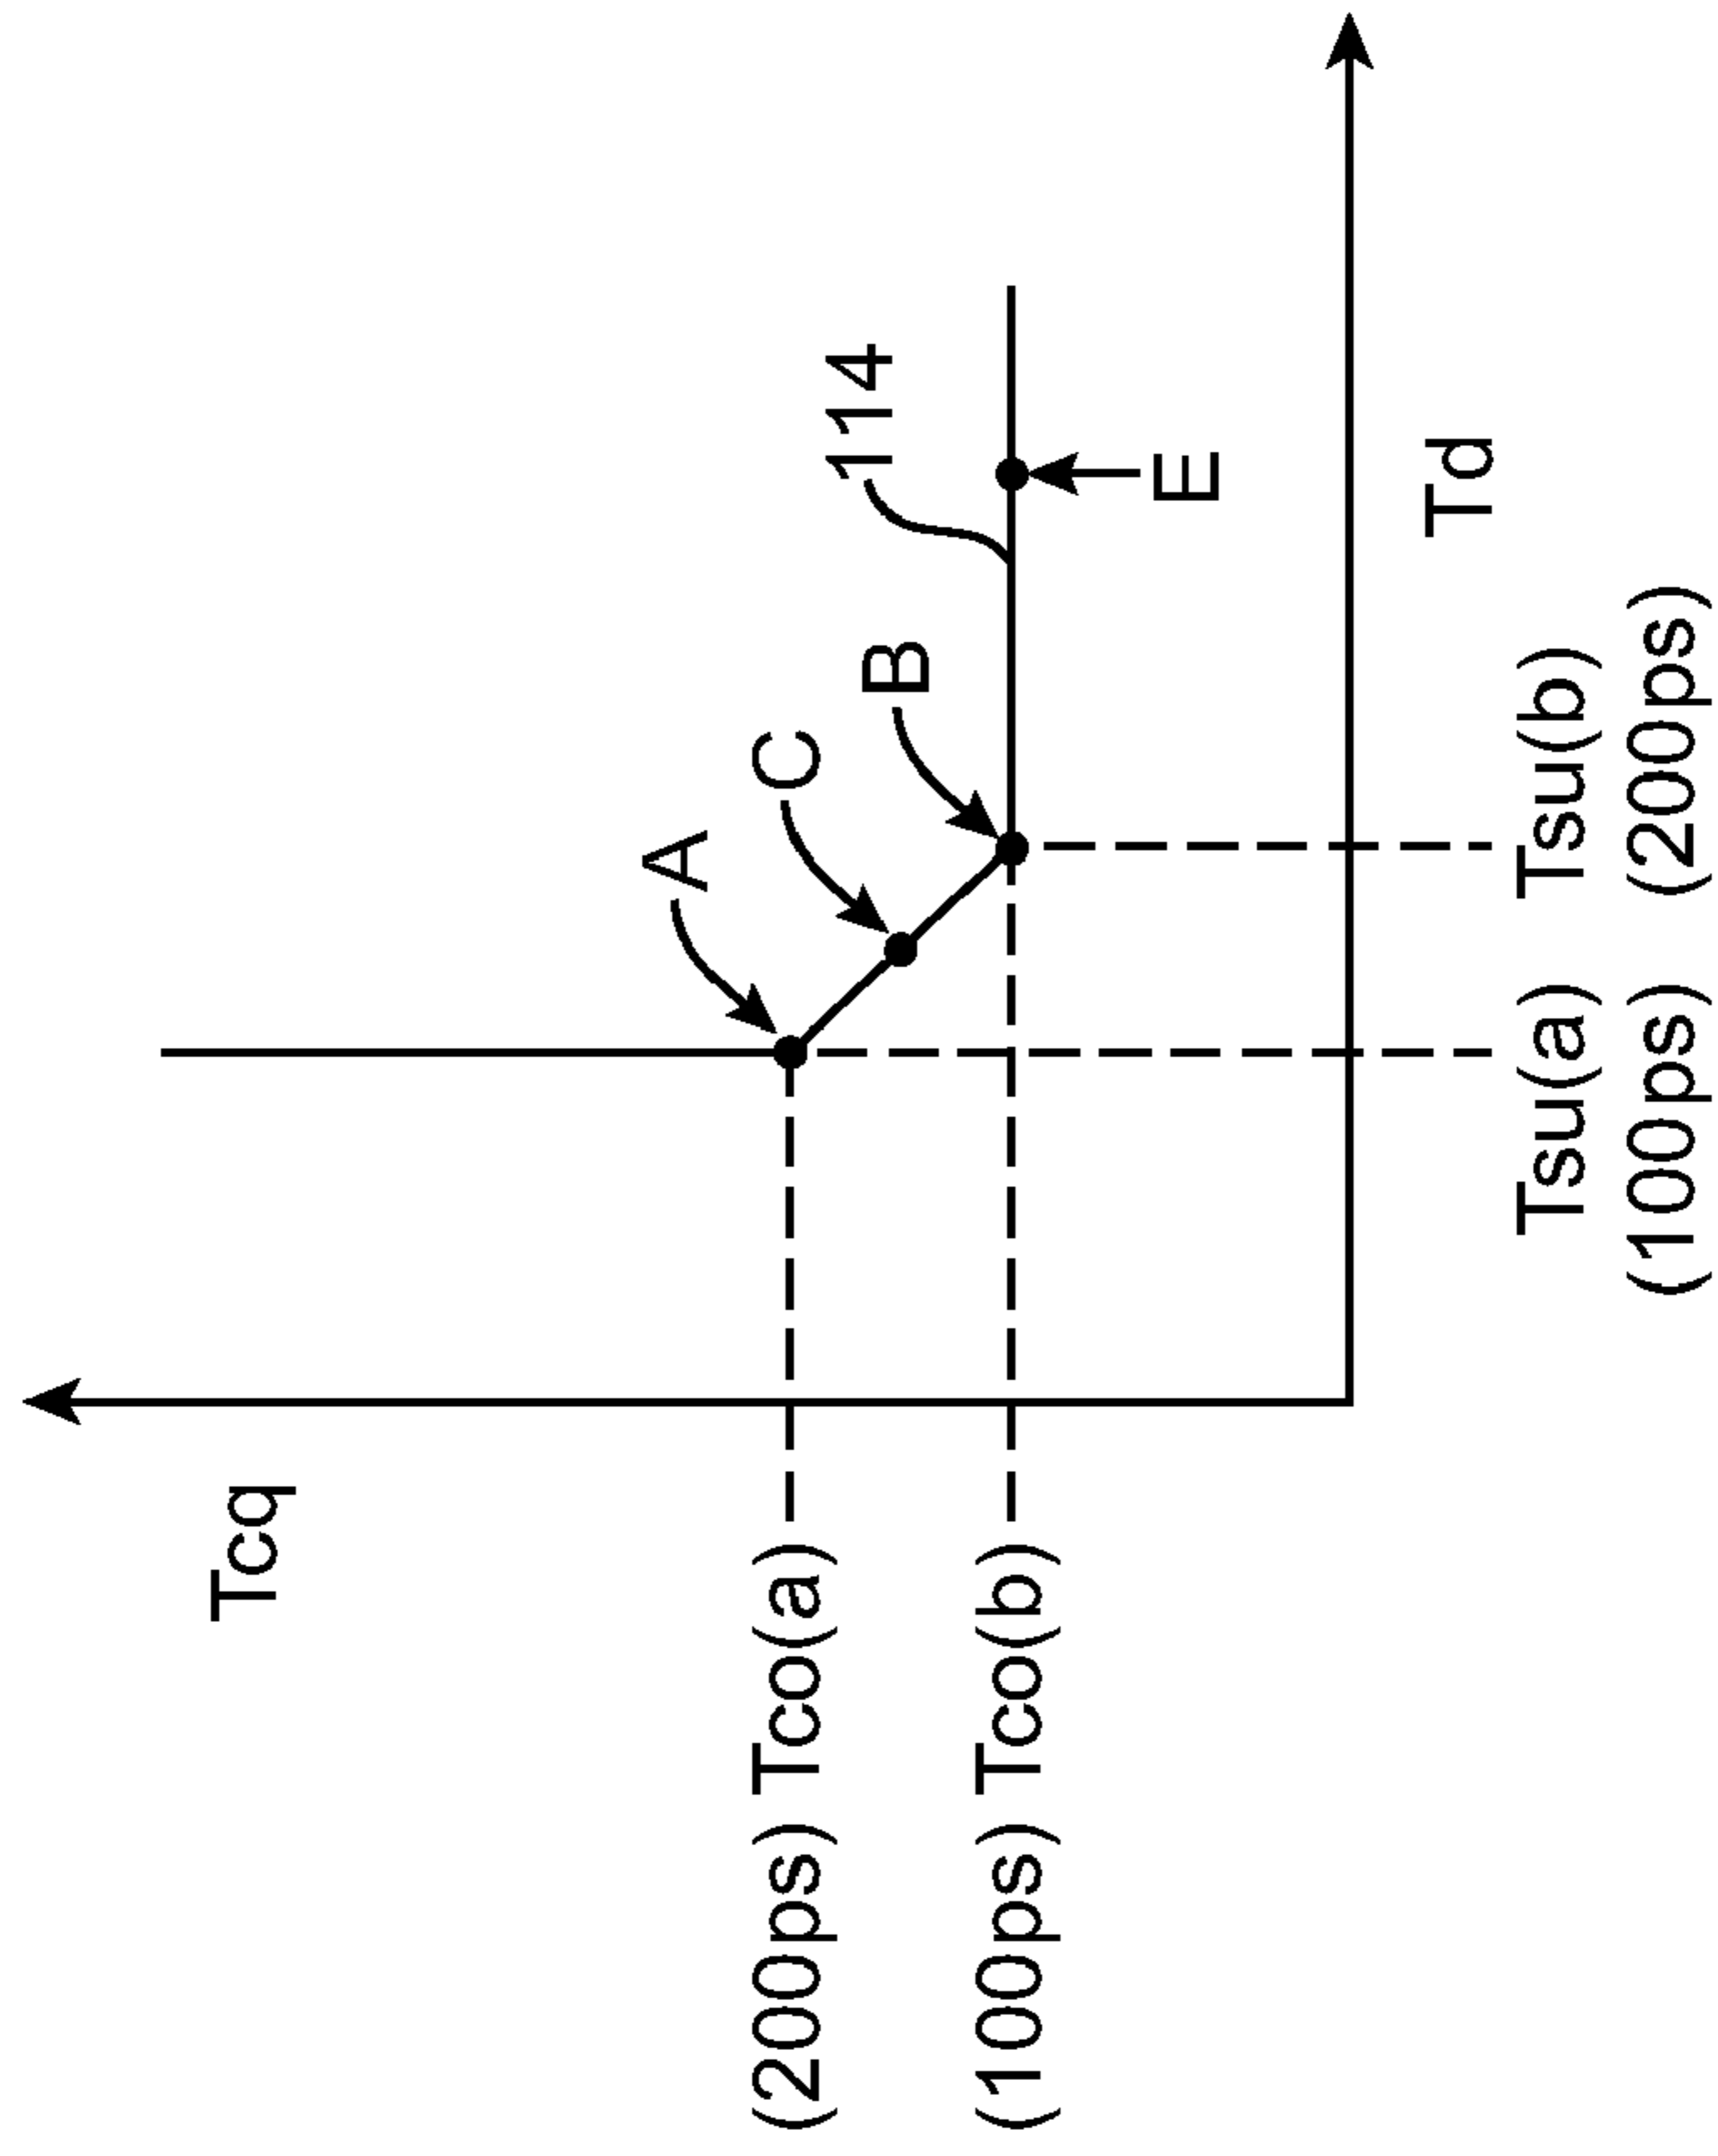 Tcq
A
C
114
B
(200ps) Tco(a)
(100ps) Tco(b)
E
Td
Tsu(a) Tsu(b)
(100ps) (200ps)